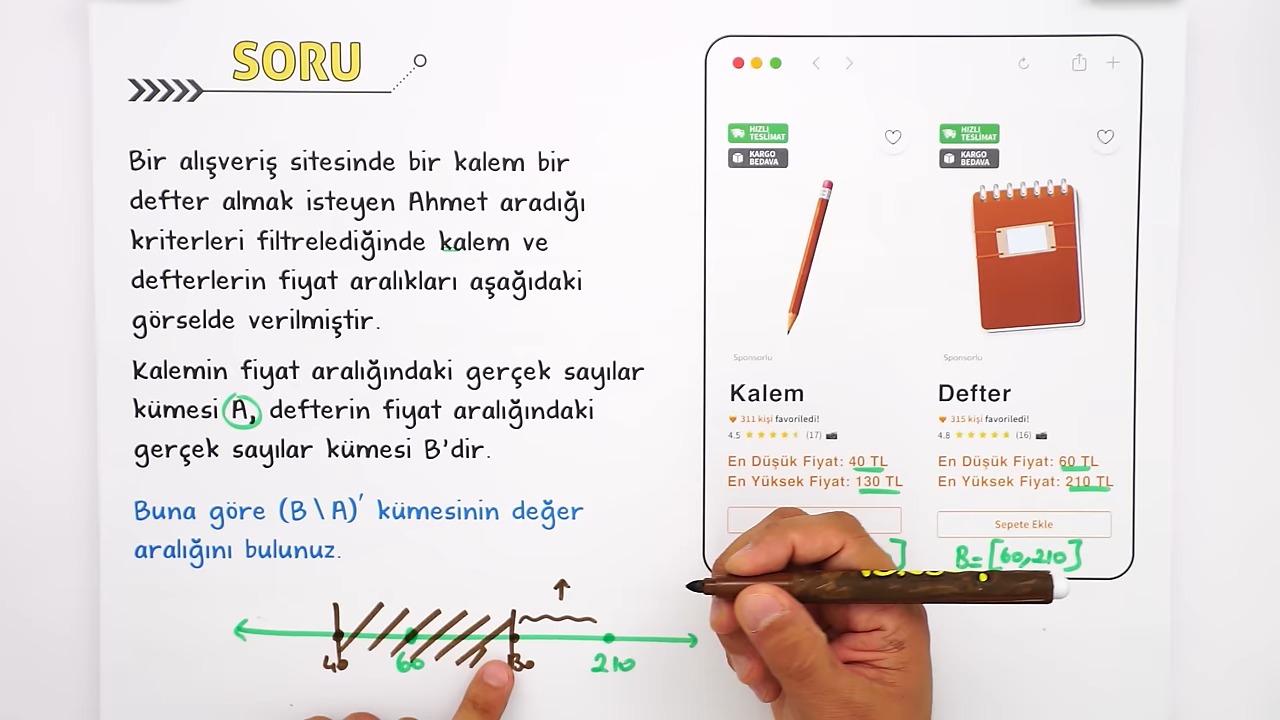 SORU
Bir alışveriş sitesinde bir kalem bir
defter almak isteyen Ahmet aradığı
kriterleri filtrelediğinde kalem ve
defterlerin fiyat aralıkları aşağıdaki
görselde verilmiştir.
Kalemin fiyat aralığındaki gerçek sayılar
kümesi A, defterin fiyat aralığındaki
gerçek sayılar kümesi B'dir.
Buna göre (B \ A)' kümesinin değer
aralığını bulunuz.
40 60 130 210
HIZLI
TESLİMAT
KARGO
BEDAVA
Sponsorlu
Kalem
311 kişi favoriledi!
4.5 (17)
En Düşük Fiyat: 40 TL
En Yüksek Fiyat: 130 TL
]
HIZLI
TESLİMAT
KARGO
BEDAVA
Sponsorlu
Defter
315 kişi favoriledi!
4.8 (16)
En Düşük Fiyat: 60 TL
En Yüksek Fiyat: 210 TL
Sepete Ekle
B=[60,210]